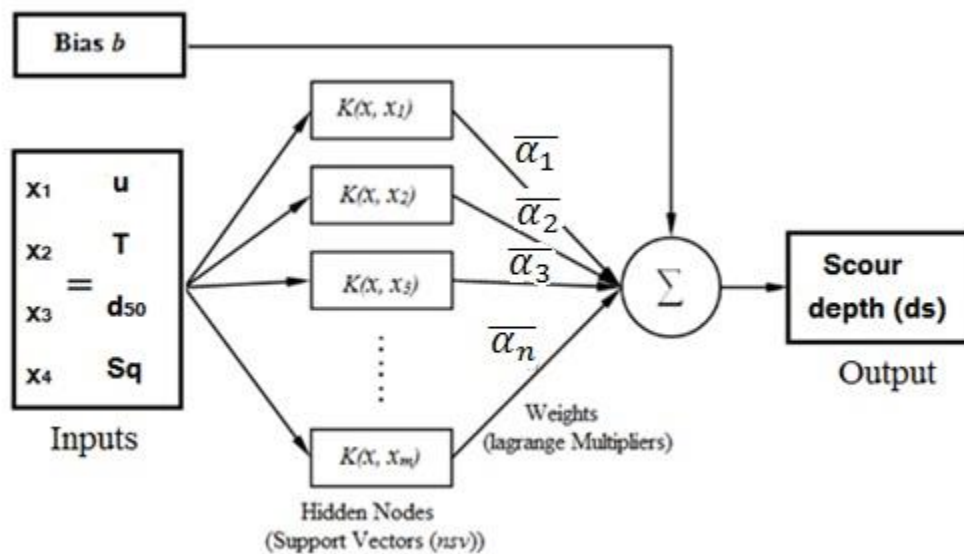 Bias b
x1 u
x2 T
=
x3 d50
x4 Sq
Inputs
K(x, x1)
K(x, x2)
K(x, x3)
K(x, xm)
Hidden Nodes
(Support Vectors (nsv))
α1
α2
α3
αn
Weights
(lagrange Multipliers)
Σ
Scour
depth (ds)
Output